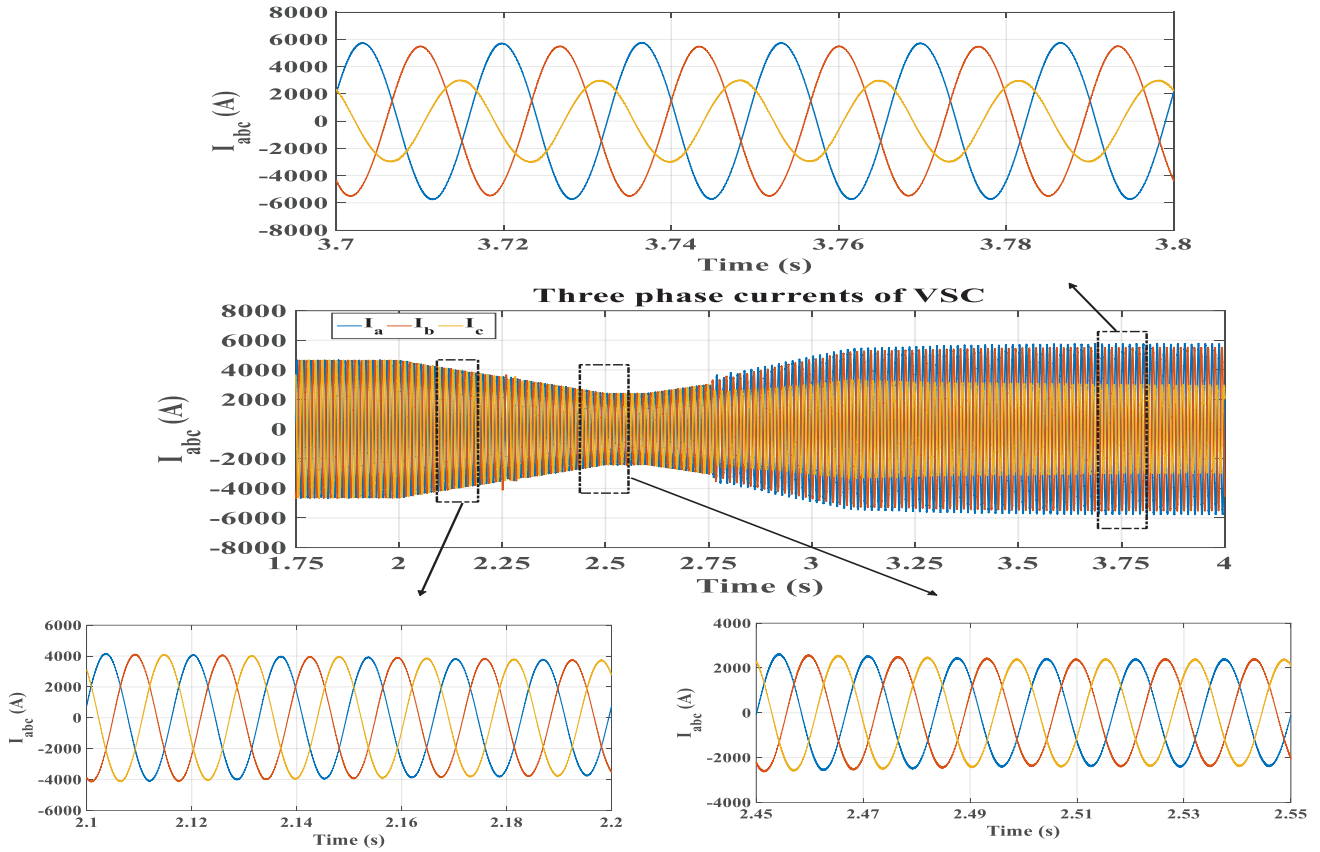 8000
6000
4000
2000
0
-2000
-4000
-6000
-8000
I_abc (A)
3.7 3.72 3.74 3.76 3.78 3.8
Time (s)
Three phase currents of VSC
I_a I_b I_c
8000
6000
4000
2000
0
-2000
-4000
-6000
-8000
I_abc (A)
1.75 2 2.25 2.5 2.75 3 3.25 3.5 3.75 4
Time (s)
6000
4000
2000
0
-2000
-4000
-6000
I_abc (A)
2.1 2.12 2.14 2.16 2.18 2.2
Time (s)
4000
2000
0
-2000
-4000
I_abc (A)
2.45 2.47 2.49 2.51 2.53 2.55
Time (s)